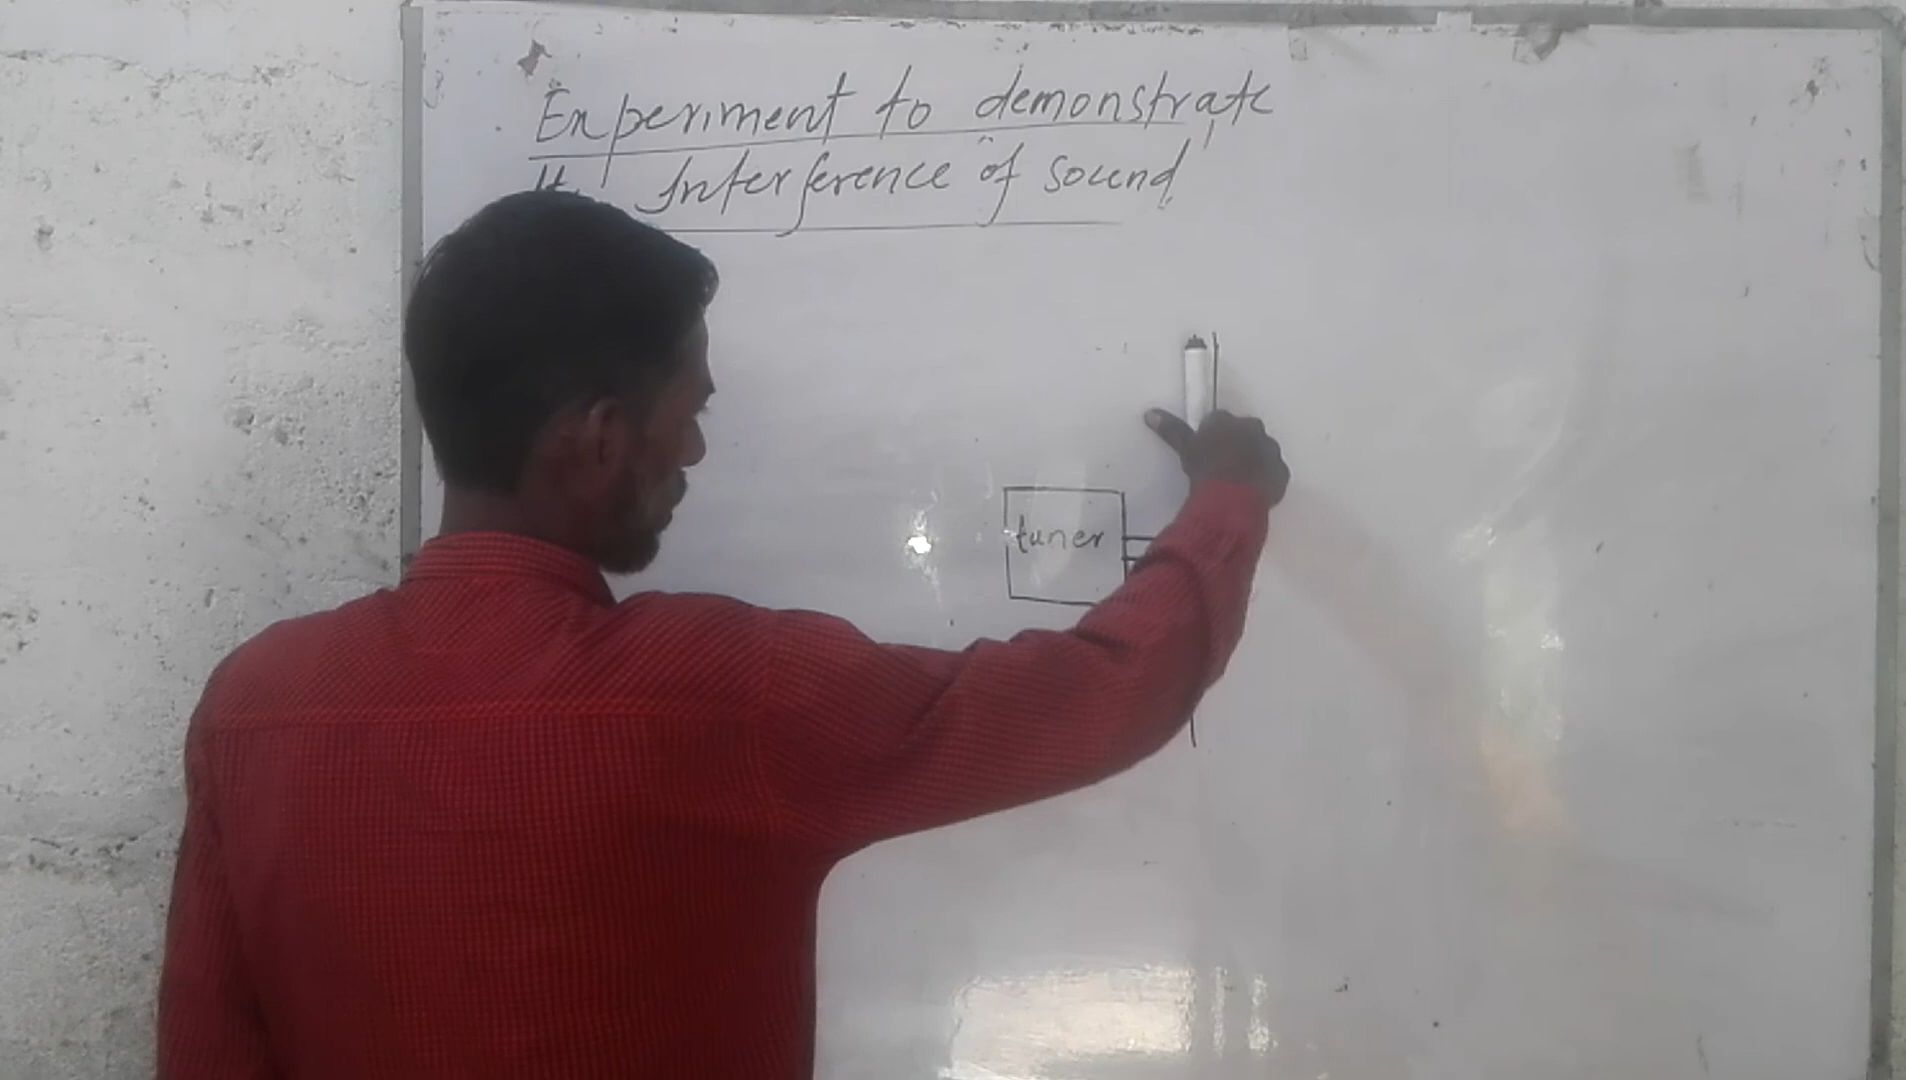 Experiment to demonstrate
Interference of sound
tuner